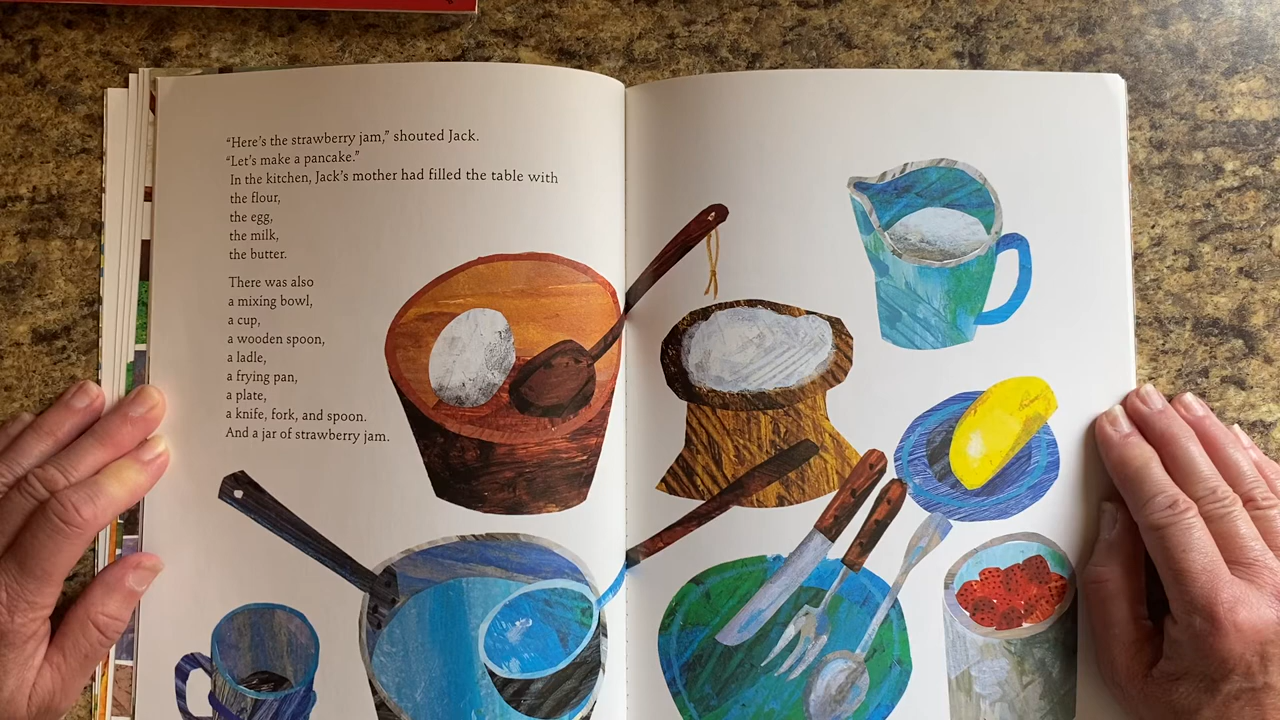 “Here’s the strawberry jam,” shouted Jack.
“Let’s make a pancake.”
In the kitchen, Jack’s mother had filled the table with
the flour,
the egg,
the milk,
the butter.
There was also
a mixing bowl,
a cup,
a wooden spoon,
a ladle,
a frying pan,
a plate,
a knife, fork, and spoon.
And a jar of strawberry jam.